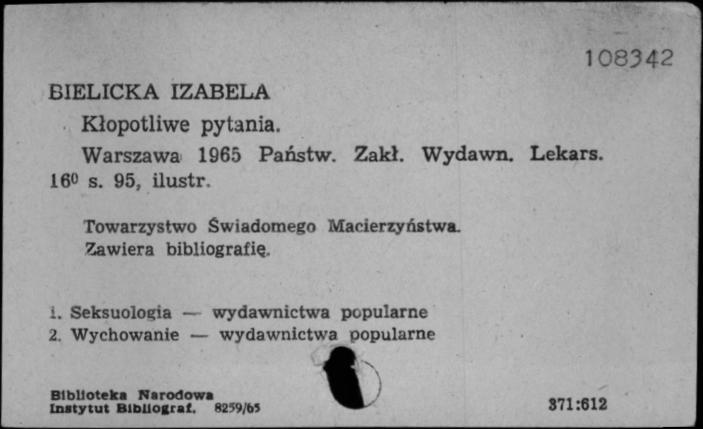 108342
BIELICKA IZABELA
Kłopotliwe pytania.
Warszawa 1965 Państw. Zakł. Wydawn. Lekars.
16⁰ s. 95, ilustr.
Towarzystwo Świadomego Macierzyństwa.
Zawiera bibliografię.
1. Seksuologia — wydawnictwa popularne
2. Wychowanie — wydawnictwa popularne
Biblioteka Narodowa
Instytut Bibliograf. 8259/65
371:612